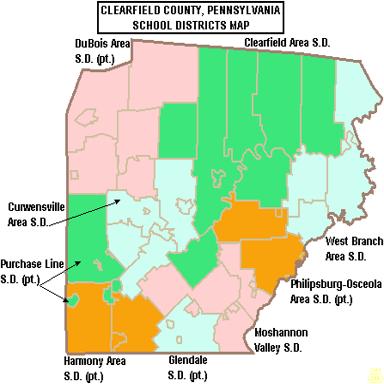 CLEARFIELD COUNTY, PENNSYLVANIA
SCHOOL DISTRICTS MAP
DuBois Area
S.D. (pt.)
Clearfield Area S.D.
Curwensville
Area S.D.
West Branch
Area S.D.
Purchase Line
S.D. (pt.)
Philipsburg-Osceola
Area S.D. (pt.)
Moshannon
Valley S.D.
Harmony Area
S.D. (pt.)
Glendale
S.D. (pt.)